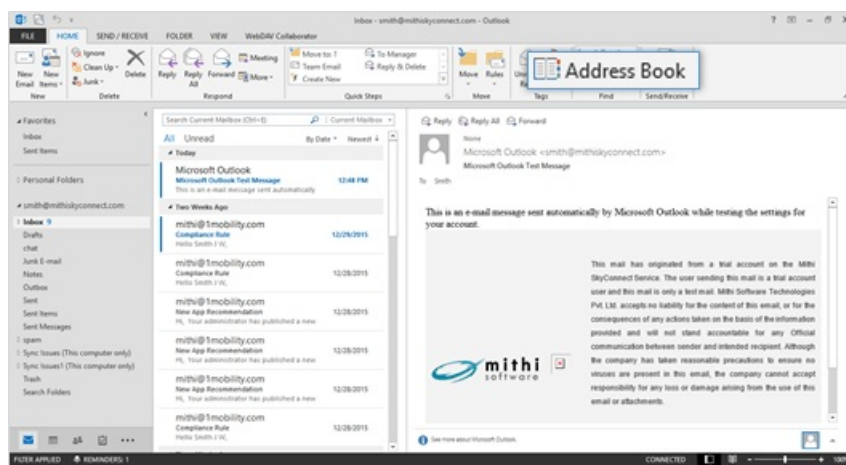 Inbox - smith@mithiskyconnect.com - Outlook
FILE HOME SEND / RECEIVE FOLDER VIEW WebDAV Collaborator
New Email
New Items
Ignore
Clean Up
Junk
Delete
Reply
Reply All
Forward
Meeting
More
Move to: ?
Team Email
Create New
To Manager
Reply & Delete
Move
Rules
Address Book
New Delete Respond Quick Steps Move Tags Find Send/Receive
Favorites
Inbox
Sent Items
Personal Folders
smith@mithiskyconnect.com
Inbox 9
Drafts
chat
Junk E-mail
Notes
Outbox
Sent
Sent Items
Sent Messages
spam
Sync Issues (This computer only)
Sync Issues1 (This computer only)
Trash
Search Folders
Search Current Mailbox (Ctrl+E) Current Mailbox
All Unread By Date Newest
Today
Microsoft Outlook
Microsoft Outlook Test Message 12:48 PM
This is an e-mail message sent automatically
Two Weeks Ago
mithi@1mobility.com
Compliance Rule 12/29/2015
Hello Smith J W,
mithi@1mobility.com
Compliance Rule 12/28/2015
Hello Smith J W,
mithi@1mobility.com
New App Recommendation 12/28/2015
Hi, Your administrator has published a new
mithi@1mobility.com
New App Recommendation 12/28/2015
Hi, Your administrator has published a new
mithi@1mobility.com
New App Recommendation 12/28/2015
Hi, Your administrator has published a new
mithi@1mobility.com
Compliance Rule 12/28/2015
Hello Smith J W,
Reply Reply All Forward
None
Microsoft Outlook <smith@mithiskyconnect.com>
Microsoft Outlook Test Message
To Smith
This is an e-mail message sent automatically by Microsoft Outlook while testing the settings for
your account.
This mail has originated from a trial account on the Mithi
SkyConnect Service. The user sending this mail is a trial account
user and this mail is only a test mail. Mithi Software Technologies
Pvt. Ltd. accepts no liability for the content of this email, or for the
consequences of any actions taken on the basis of the information
provided and will not stand accountable for any Official
communication between sender and intended recipient. Although
the company has taken reasonable precautions to ensure no
viruses are present in this email, the company cannot accept
responsibility for any loss or damage arising from the use of this
email or attachments.
mithi
software
See more about Microsoft Outlook.
FILTER APPLIED REMINDERS: 1 CONNECTED 100%